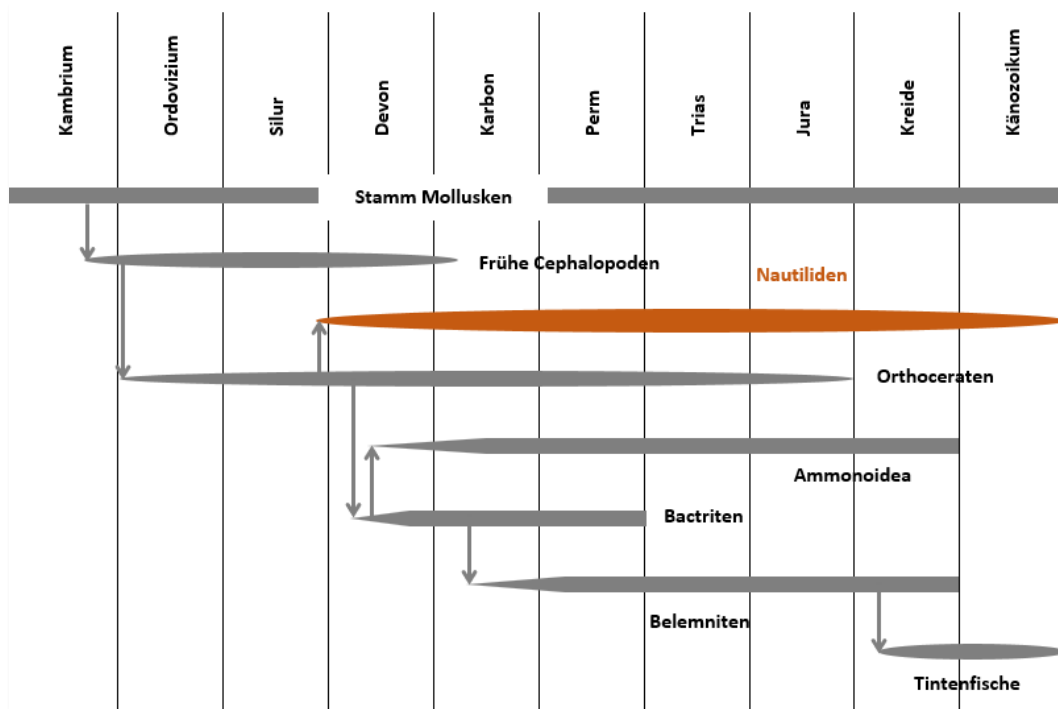 Kambrium
Ordovizium
Silur
Devon
Karbon
Perm
Trias
Jura
Kreide
Känozoikum
Stamm Mollusken
Frühe Cephalopoden
Nautiliden
Orthoceraten
Ammonoidea
Bactriten
Belemniten
Tintenfische